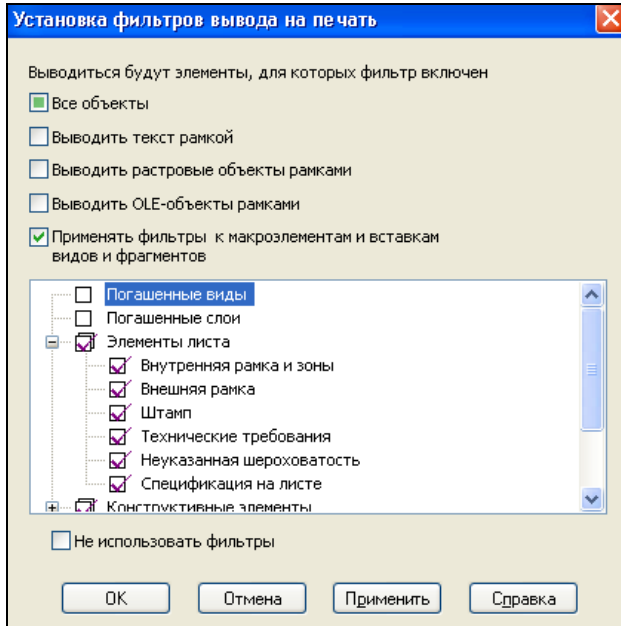 Установка фильтров вывода на печать
Выводиться будут элементы, для которых фильтр включен
Все объекты
Выводить текст рамкой
Выводить растровые объекты рамками
Выводить OLE-объекты рамками
Применять фильтры к макроэлементам и вставкам
видов и фрагментов
Погашенные виды
Погашенные слои
Элементы листа
Внутренняя рамка и зоны
Внешняя рамка
Штамп
Технические требования
Неуказанная шероховатость
Спецификация на листе
Конструктивные элементы
Не использовать фильтры
ОК Отмена Применить Справка